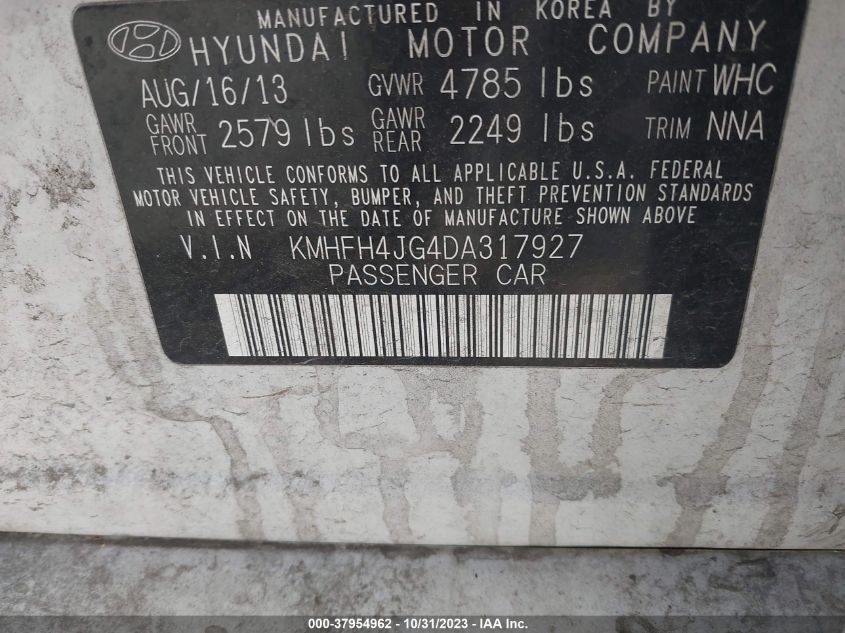 MANUFACTURED IN KOREA BY
HYUNDAI MOTOR COMPANY
AUG/16/13 GVWR 4785 lbs PAINT WHC
GAWR FRONT 2579 lbs GAWR REAR 2249 lbs TRIM NNA
THIS VEHICLE CONFORMS TO ALL APPLICABLE U.S.A. FEDERAL
MOTOR VEHICLE SAFETY, BUMPER, AND THEFT PREVENTION STANDARDS
IN EFFECT ON THE DATE OF MANUFACTURE SHOWN ABOVE
V.I.N KMHFH4JG4DA317927
PASSENGER CAR
000-37954962 - 10/31/2023 - © IAA Inc.